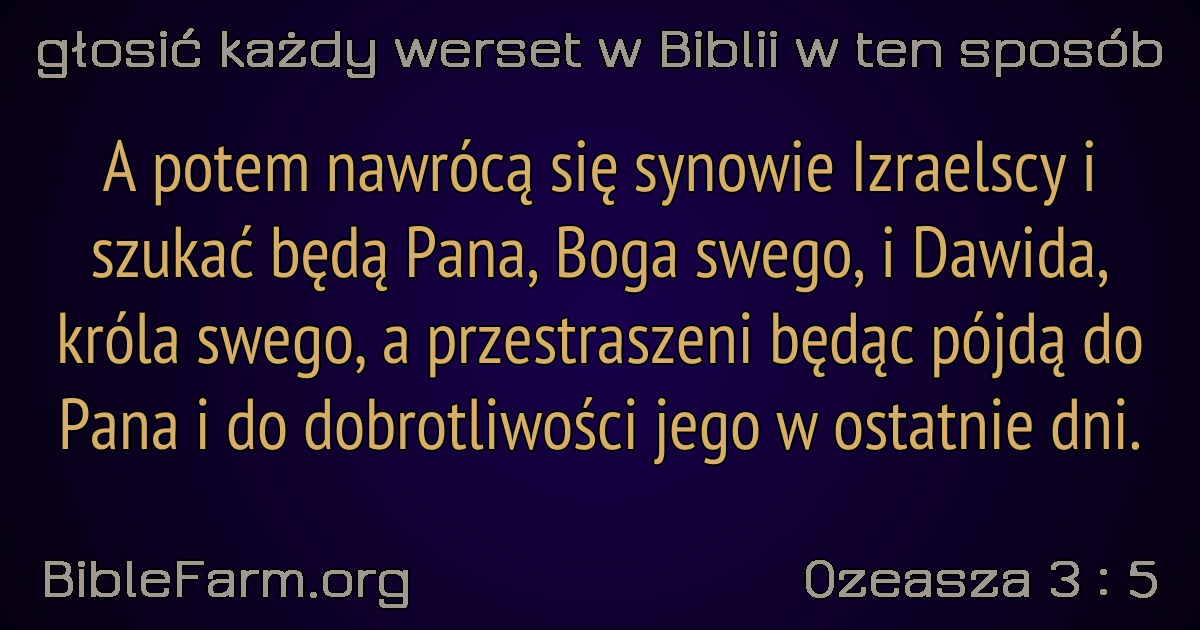 głosić każdy werset w Biblii w ten sposób
A potem nawrócą się synowie Izraelscy i
szukać będą Pana, Boga swego, i Dawida,
króla swego, a przestraszeni będąc pójdą do
Pana i do dobrotliwości jego w ostatnie dni.
BibleFarm.org
Ozeasza 3 : 5